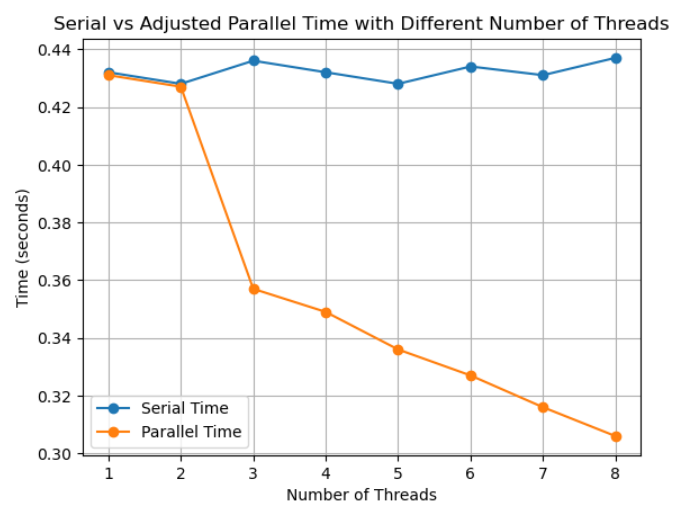 Serial vs Adjusted Parallel Time with Different Number of Threads
0.44
0.42
0.40
0.38
0.36
0.34
0.32
0.30
Time (seconds)
Serial Time
Parallel Time
1 2 3 4 5 6 7 8
Number of Threads